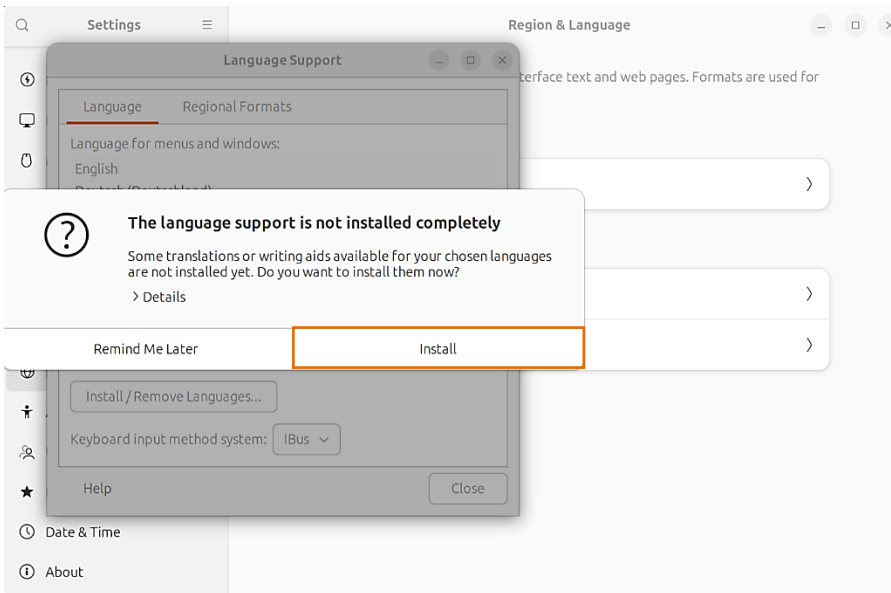 Settings
Region & Language
Language Support
terface text and web pages. Formats are used for
Language
Regional Formats
Language for menus and windows:
English
Deutsch (Deutschland)
The language support is not installed completely
Some translations or writing aids available for your chosen languages
are not installed yet. Do you want to install them now?
> Details
Remind Me Later
Install
Install / Remove Languages...
Keyboard input method system:
IBus
Help
Close
Date & Time
About